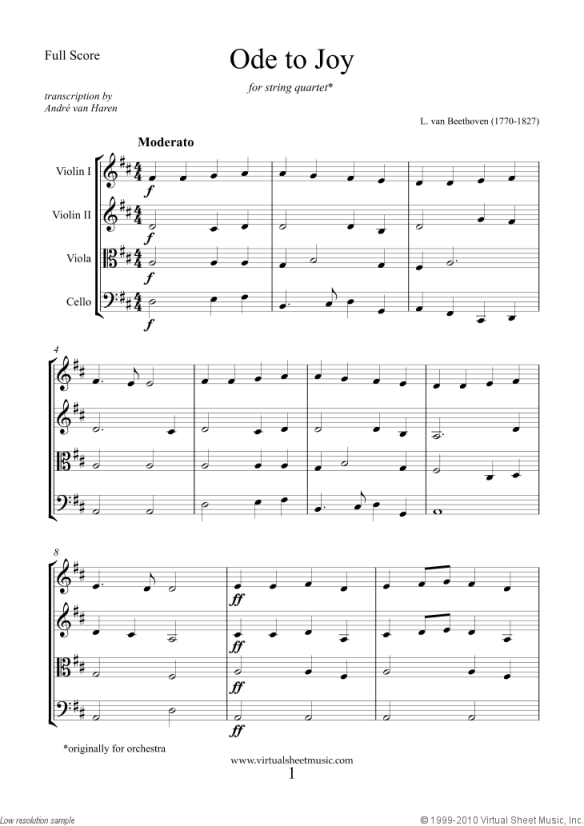 Full Score
Ode to Joy
for string quartet*
transcription by
André van Haren
L. van Beethoven (1770-1827)
Moderato
Violin I
f
Violin II
f
Viola
f
Cello
f
4
8
ff
ff
ff
ff
*originally for orchestra
www.virtualsheetmusic.com
1
Low resolution sample
© 1999-2010 Virtual Sheet Music, Inc.